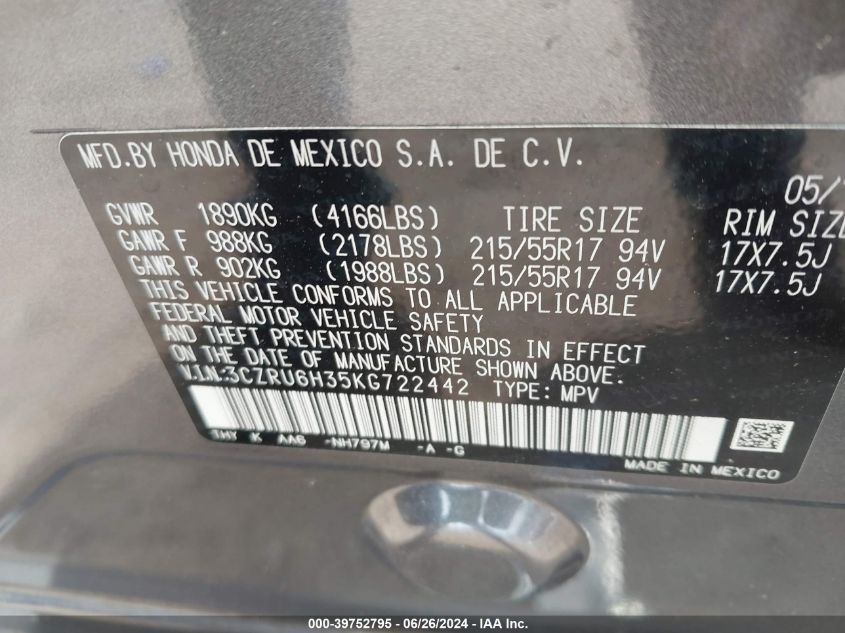 MFD.BY HONDA DE MEXICO S.A. DE C.V.
05/
GVWR 1890KG (4166LBS) TIRE SIZE RIM SIZE
GAWR F 988KG (2178LBS) 215/55R17 94V 17X7.5J
GAWR R 902KG (1988LBS) 215/55R17 94V 17X7.5J
THIS VEHICLE CONFORMS TO ALL APPLICABLE
FEDERAL MOTOR VEHICLE SAFETY
AND THEFT PREVENTION STANDARDS IN EFFECT
ON THE DATE OF MANUFACTURE SHOWN ABOVE.
V.I.N:3CZRU6H35KG722442 TYPE: MPV
THX K AA6 -NH797M -A -G
MADE IN MEXICO
000-39752795 - 06/26/2024 - IAA Inc.